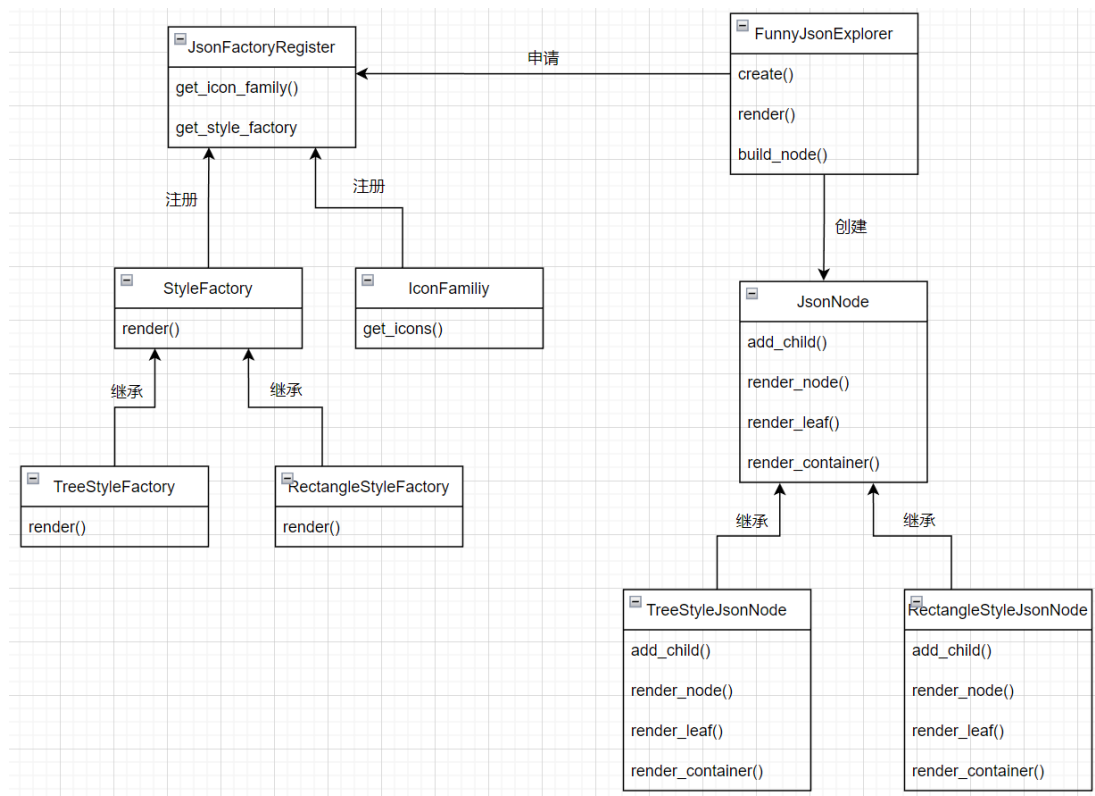 JsonFactoryRegister
get_icon_family()
get_style_factory
申请
FunnyJsonExplorer
create()
render()
build_node()
注册
注册
创建
StyleFactory
render()
IconFamiliy
get_icons()
JsonNode
add_child()
render_node()
render_leaf()
render_container()
继承
继承
TreeStyleFactory
render()
RectangleStyleFactory
render()
继承
继承
TreeStyleJsonNode
add_child()
render_node()
render_leaf()
render_container()
RectangleStyleJsonNode
add_child()
render_node()
render_leaf()
render_container()